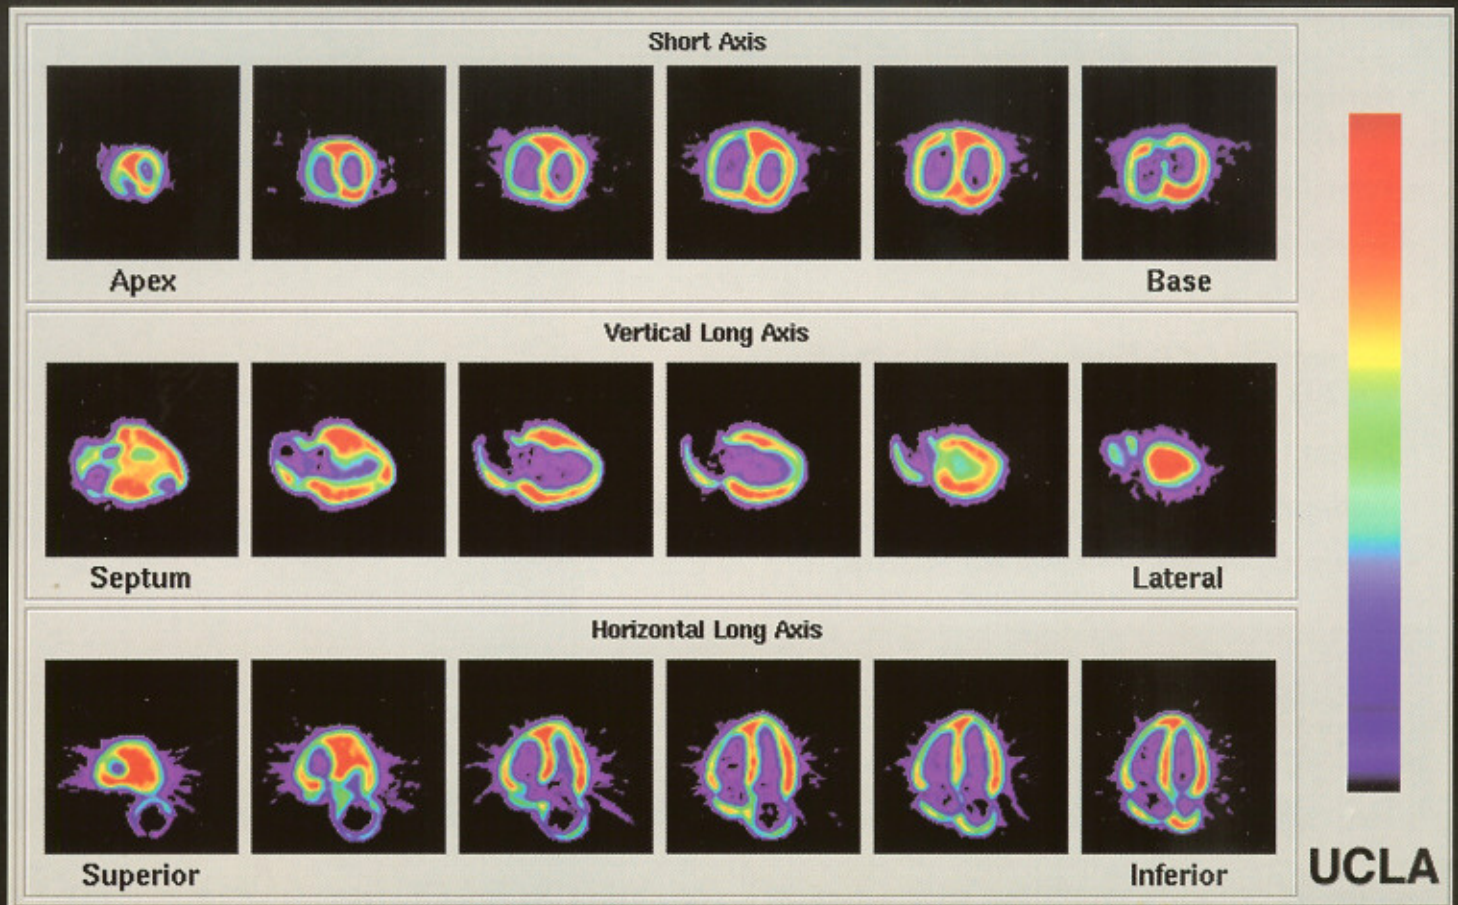 Short Axis
Apex
Base
Vertical Long Axis
Septum
Lateral
Horizontal Long Axis
Superior
Inferior
UCLA